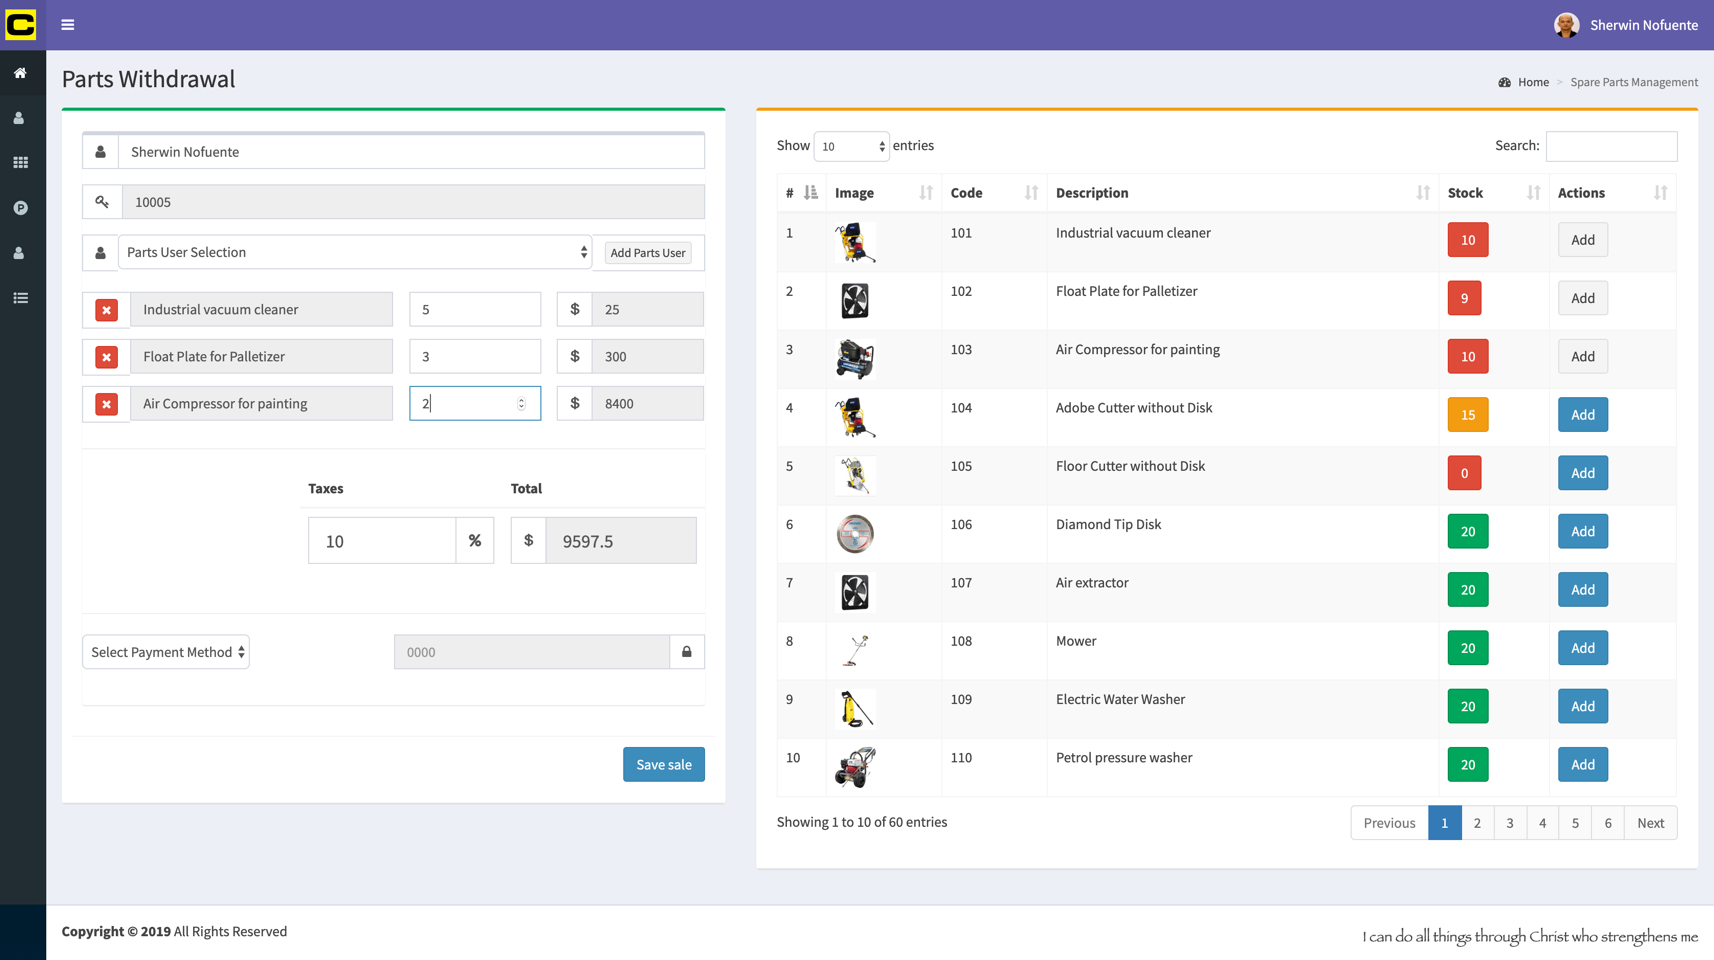 C
Sherwin Nofuente
Parts Withdrawal
Home > Spare Parts Management
Sherwin Nofuente
10005
Parts User Selection
Add Parts User
Industrial vacuum cleaner 5 $ 25
Float Plate for Palletizer 3 $ 300
Air Compressor for painting 2 $ 8400
Taxes Total
10 % $ 9597.5
Select Payment Method 0000
Save sale
Show 10 entries Search:
# Image Code Description Stock Actions
1 101 Industrial vacuum cleaner 10 Add
2 102 Float Plate for Palletizer 9 Add
3 103 Air Compressor for painting 10 Add
4 104 Adobe Cutter without Disk 15 Add
5 105 Floor Cutter without Disk 0 Add
6 106 Diamond Tip Disk 20 Add
7 107 Air extractor 20 Add
8 108 Mower 20 Add
9 109 Electric Water Washer 20 Add
10 110 Petrol pressure washer 20 Add
Showing 1 to 10 of 60 entries Previous 1 2 3 4 5 6 Next
Copyright © 2019 All Rights Reserved
I can do all things through Christ who strengthens me